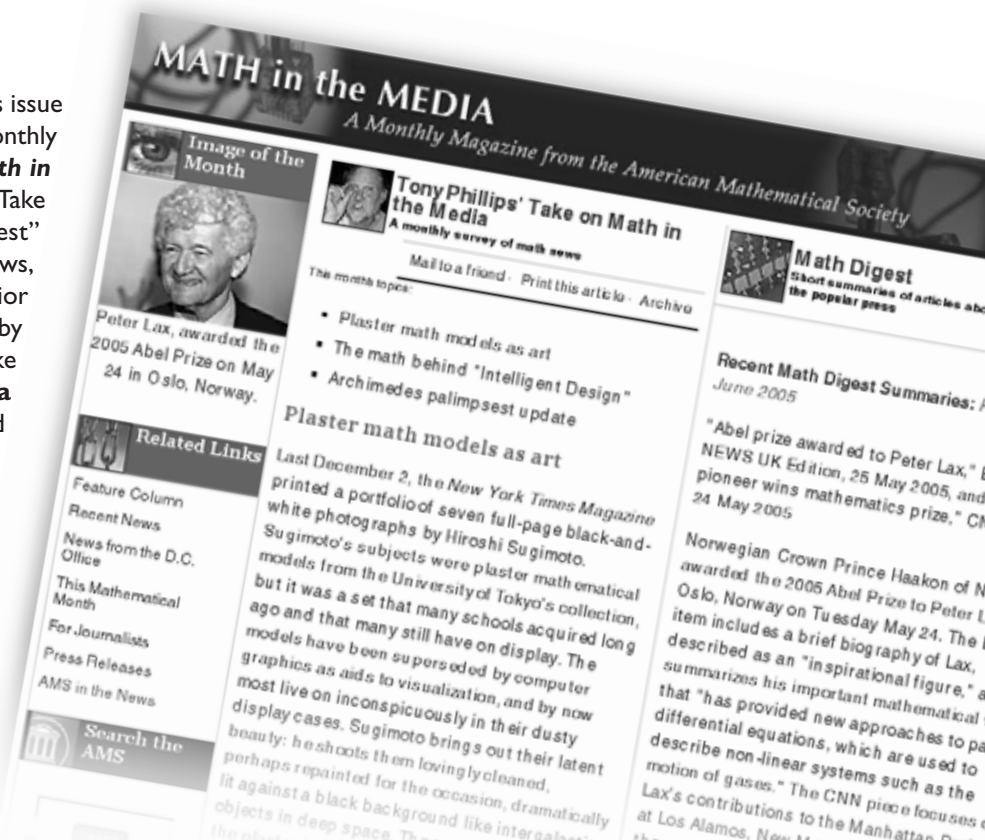 s issue
onthly
th in
Take
est”
ws,
ior
by
ke
a
d
MATH in the MEDIA
A Monthly Magazine from the American Mathematical Society
Image of the
Month
Peter Lax, awarded the
2005 Abel Prize on May
24 in Oslo, Norway.
Related Links
Feature Column
Recent News
News from the D.C.
Office
This Mathematical
Month
For Journalists
Press Releases
AMS in the News
Search the
AMS
Tony Phillips' Take on Math in
the Media
A monthly survey of math news
Mail to a friend · Print this article · Archive
This month topics:
▪ Plaster math models as art
▪ The math behind "Intelligent Design"
▪ Archimedes palimpsest update
Plaster math models as art
Last December 2, the New York Times Magazine
printed a portfolio of seven full-page black-and-
white photographs by Hiroshi Sugimoto.
Sugimoto's subjects were plaster mathematical
models from the University of Tokyo's collection,
but it was a set that many schools acquired long
ago and that many still have on display. The
models have been superseded by computer
graphics as aids to visualization, and by now
most live on inconspicuously in their dusty
display cases. Sugimoto brings out their latent
beauty: he shoots them lovingly cleaned,
perhaps repainted for the occasion, dramatically
lit against a black background like intergalactic
objects in deep space.
Math Digest
Short summaries of articles abo
the popular press
Recent Math Digest Summaries:
June 2005
"Abel prize awarded to Peter Lax,"
NEWS UK Edition, 25 May 2005, and
pioneer wins mathematics prize," CN
24 May 2005
Norwegian Crown Prince Haakon of N
awarded the 2005 Abel Prize to Peter L
Oslo, Norway on Tuesday May 24. The
item includes a brief biography of Lax,
described as an "inspirational figure," a
summarizes his important mathematical
that "has provided new approaches to pa
differential equations, which are used to
describe non-linear systems such as the
motion of gases." The CNN piece focuses
Lax's contributions to the Manhattan
at Los Alamos, New